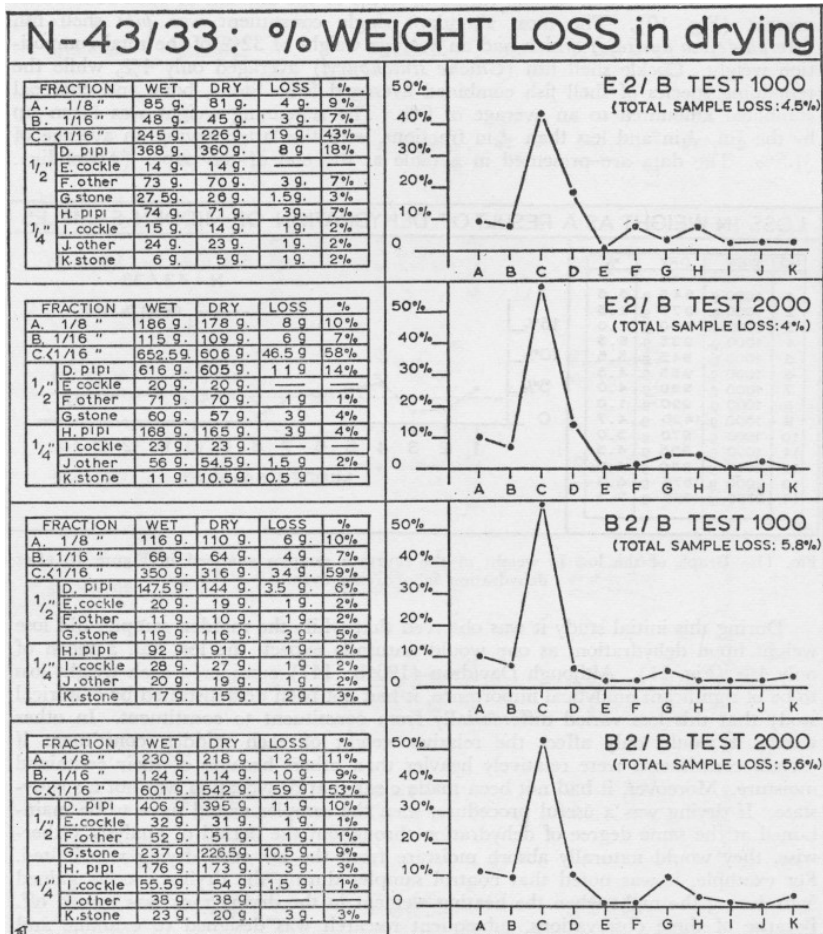 N-43/33: % WEIGHT LOSS in drying
FRACTION WET DRY LOSS %
A. 1/8 " 85 g. 81 g. 4 g. 9%
B. 1/16 " 48 g. 45 g. 3 g. 7%
C.<1/16 " 245 g. 226 g. 19 g. 43%
1/2" D. pipi 368 g. 360 g. 8 g 18%
E. cockle 14 g. 14 g. — —
F. other 73 g. 70 g. 3 g. 7%
G. stone 27.5 g. 26 g. 1.5 g. 3%
1/4" H. pipi 74 g. 71 g. 3 g. 7%
I. cockle 15 g. 14 g. 1 g. 2%
J. other 24 g. 23 g. 1 g. 2%
K. stone 6 g. 5 g. 1 g. 2%
E2/B TEST 1000
(TOTAL SAMPLE LOSS: 4.5%)
50%
40%
30%
20%
10%
0
A B C D E F G H I J K
FRACTION WET DRY LOSS %
A. 1/8 " 186 g. 178 g. 8 g 10%
B. 1/16 " 115 g. 109 g. 6 g 7%
C.<1/16 " 652.5 g. 606 g. 46.5 g 58%
1/2" D. pipi 616 g. 605 g. 11 g 14%
E. cockle 20 g. 20 g. — —
F. other 71 g. 70 g. 1 g 1%
G. stone 60 g. 57 g. 3 g 4%
1/4" H. pipi 168 g. 165 g. 3 g 4%
I. cockle 23 g. 23 g. — —
J. other 56 g. 54.5 g. 1.5 g 2%
K. stone 11 g. 10.5 g. 0.5 g —
E2/B TEST 2000
(TOTAL SAMPLE LOSS: 4%)
50%
40%
30%
20%
10%
0
A B C D E F G H I J K
FRACTION WET DRY LOSS %
A. 1/8 " 116 g. 110 g. 6 g. 10%
B. 1/16 " 68 g. 64 g. 4 g. 7%
C.<1/16 " 350 g. 316 g. 34 g. 59%
1/2" D. pipi 147.5 g. 144 g. 3.5 g. 6%
E. cockle 20 g. 19 g. 1 g. 2%
F. other 11 g. 10 g. 1 g. 2%
G. stone 119 g. 116 g. 3 g. 5%
1/4" H. pipi 92 g. 91 g. 1 g. 2%
I. cockle 28 g. 27 g. 1 g. 2%
J. other 20 g. 19 g. 1 g. 2%
K. stone 17 g. 15 g. 2 g. 3%
B2/B TEST 1000
(TOTAL SAMPLE LOSS: 5.8%)
50%
40%
30%
20%
10%
0
A B C D E F G H I J K
FRACTION WET DRY LOSS %
A. 1/8 " 230 g. 218 g. 12 g. 11%
B. 1/16 " 124 g. 114 g. 10 g. 9%
C.<1/16 " 601 g. 542 g. 59 g. 53%
1/2" D. pipi 406 g. 395 g. 11 g. 10%
E. cockle 32 g. 31 g. 1 g. 1%
F. other 52 g. 51 g. 1 g. 1%
G. stone 237 g. 226.5 g. 10.5 g. 9%
1/4" H. pipi 176 g. 173 g. 3 g. 3%
I. cockle 55.5 g. 54 g. 1.5 g. 1%
J. other 38 g. 38 g. — —
K. stone 23 g. 20 g. 3 g. 3%
B2/B TEST 2000
(TOTAL SAMPLE LOSS: 5.6%)
50%
40%
30%
20%
10%
0
A B C D E F G H I J K